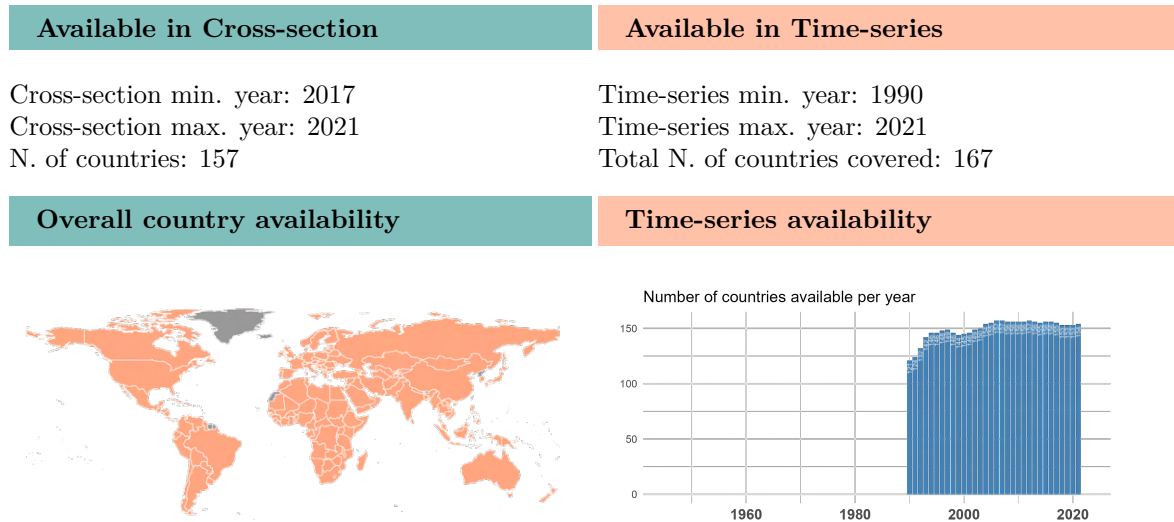 Available in Cross-section
Available in Time-series
Cross-section min. year: 2017
Cross-section max. year: 2021
N. of countries: 157
Time-series min. year: 1990
Time-series max. year: 2021
Total N. of countries covered: 167
Overall country availability
Time-series availability
Number of countries available per year
150
100
50
0
1960
1980
2000
2020